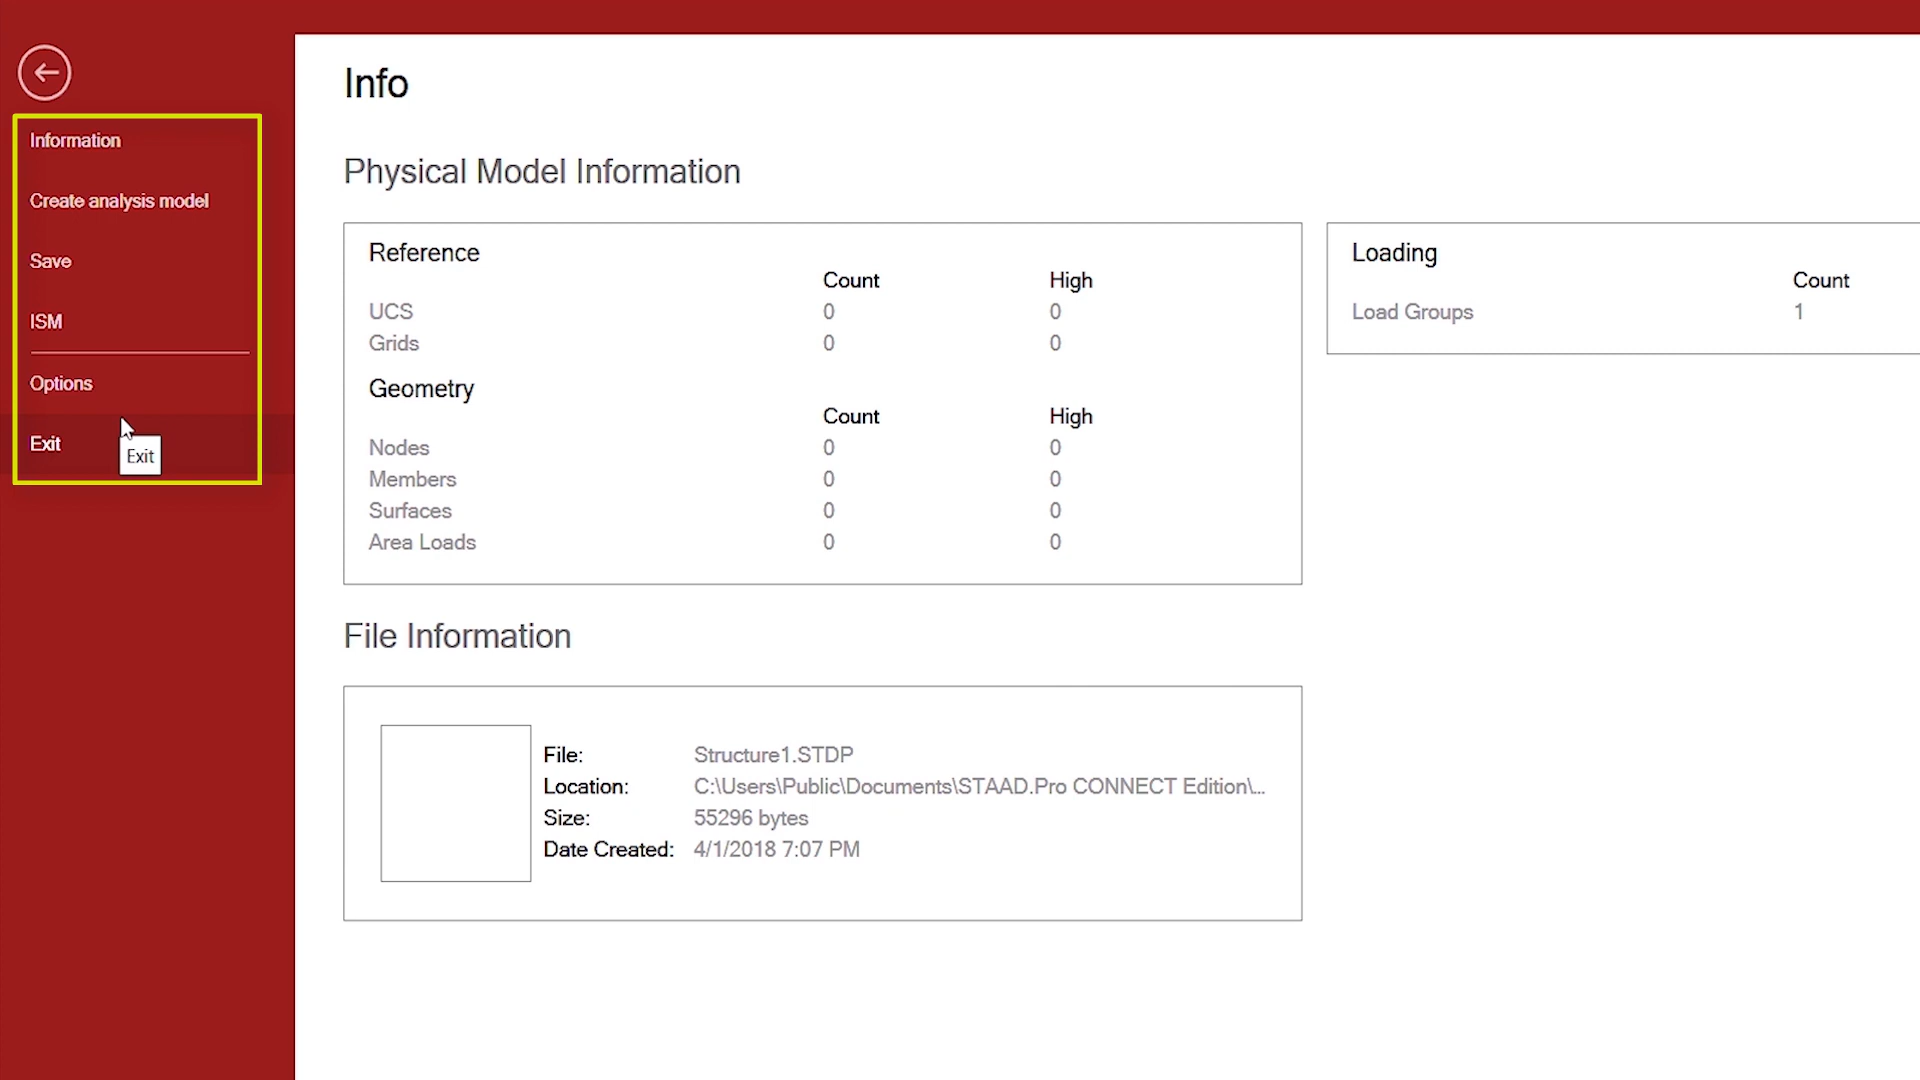 Information
Create analysis model
Save
ISM
Options
Exit
Exit
Info
Physical Model Information
Reference
Count High
UCS 0 0
Grids 0 0
Geometry
Count High
Nodes 0 0
Members 0 0
Surfaces 0 0
Area Loads 0 0
Loading
Count
Load Groups 1
File Information
File: Structure1.STDP
Location: C:\Users\Public\Documents\STAAD.Pro CONNECT Edition\...
Size: 55296 bytes
Date Created: 4/1/2018 7:07 PM